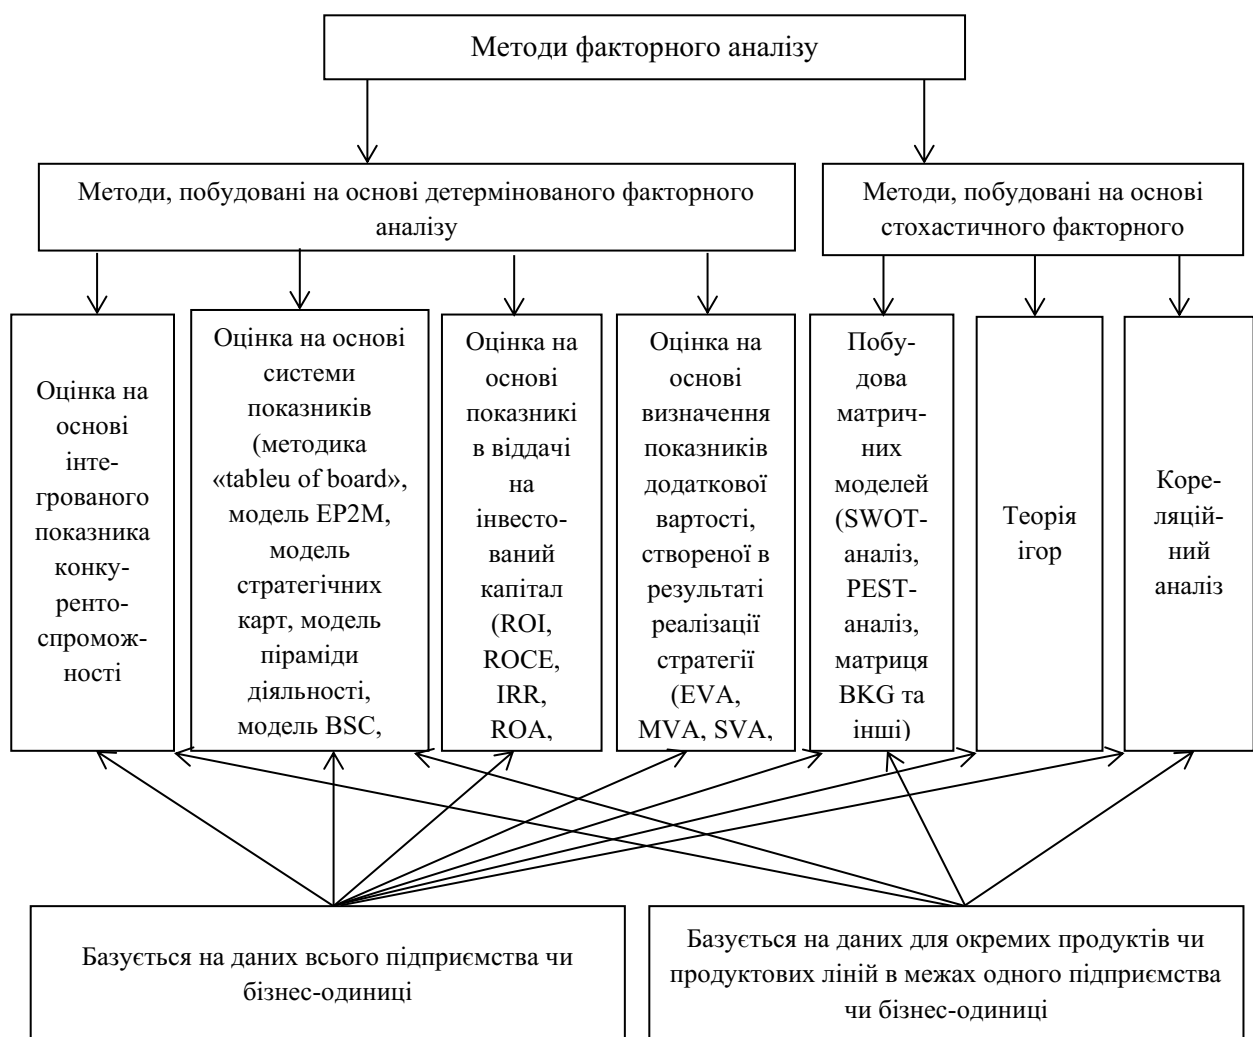 Методи факторного аналізу
Методи, побудовані на основі детермінованого факторного
аналізу
Методи, побудовані на основі
стохастичного факторного
Оцінка на
основі
інте-
грованого
показника
конку-
ренто-
спромож-
ності
Оцінка на основі
системи
показників
(методика
«tableu of board»,
модель EP2M,
модель
стратегічних
карт, модель
піраміди
діяльності,
модель BSC,
Оцінка на
основі
показникі
в віддачі
на
інвесто-
ваний
капітал
(ROI,
ROCE,
IRR,
ROA,
Оцінка на
основі
визначення
показників
додаткової
вартості,
створеної в
результаті
реалізації
стратегії
(EVA,
MVA, SVA,
Побу-
дова
матрич-
них
моделей
(SWOT-
аналіз,
PEST-
аналіз,
матриця
BKG та
інші)
Теорія
ігор
Коре-
ляцій-
ний
аналіз
Базується на даних всього підприємства чи
бізнес-одиниці
Базується на даних для окремих продуктів чи
продуктових ліній в межах одного підприємства
чи бізнес-одиниці